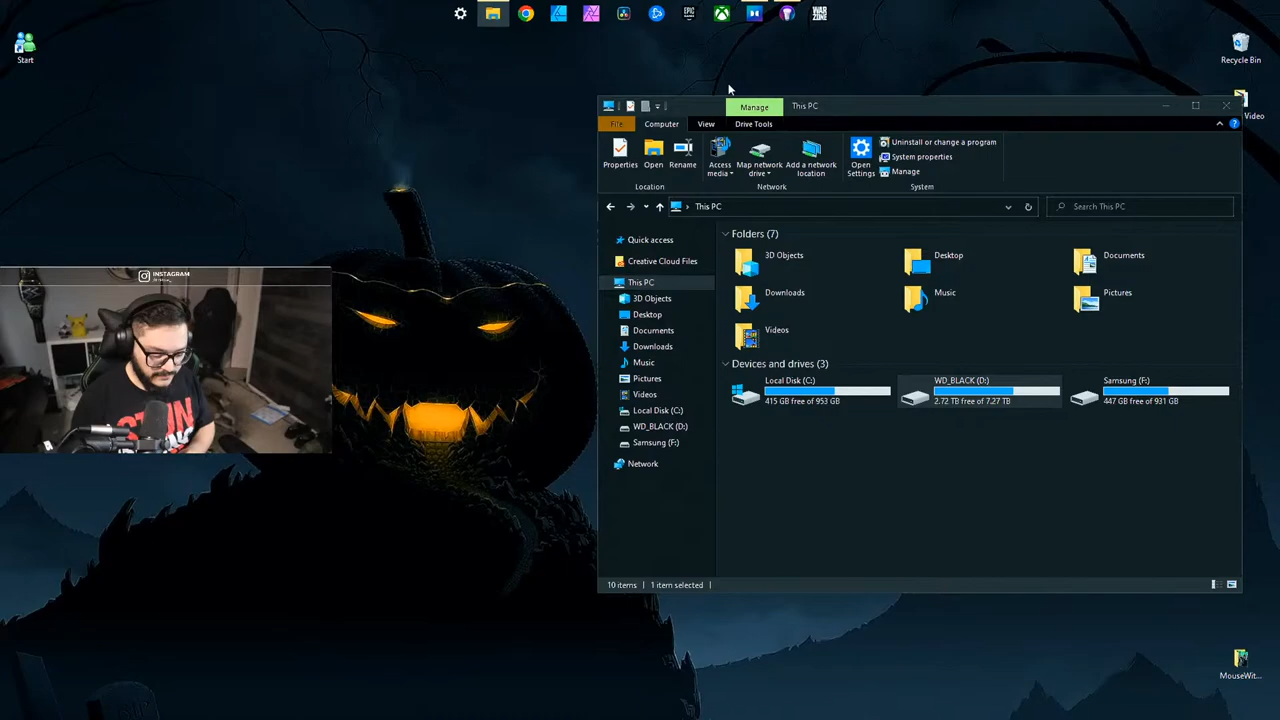 EPIC
GAMES
WAR
ZONE
Start
Recycle Bin
Video
Manage
This PC
File
Computer
View
Drive Tools
Properties
Open
Rename
Access
media
Map network
drive
Add a network
location
Open
Settings
Uninstall or change a program
System properties
Manage
Location
Network
System
This PC
Search This PC
Quick access
Creative Cloud Files
This PC
3D Objects
Desktop
Documents
Downloads
Music
Pictures
Videos
Local Disk (C:)
WD_BLACK (D:)
Samsung (F:)
Network
Folders (7)
3D Objects
Desktop
Documents
Downloads
Music
Pictures
Videos
Devices and drives (3)
Local Disk (C:)
415 GB free of 953 GB
WD_BLACK (D:)
2.72 TB free of 7.27 TB
Samsung (F:)
447 GB free of 931 GB
10 items
1 item selected
INSTAGRAM
MouseWit...